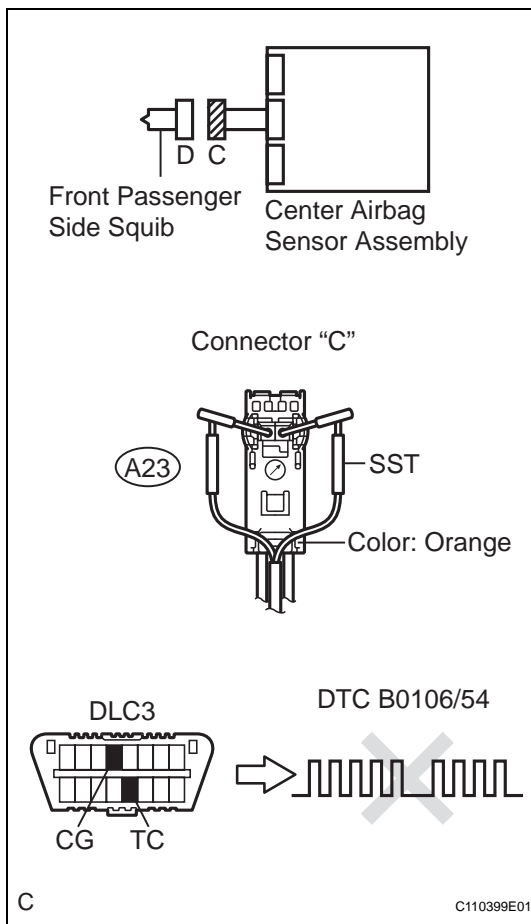 D C
Front Passenger
Side Squib
Center Airbag
Sensor Assembly
Connector “C”
A23
SST
Color: Orange
DLC3
DTC B0106/54
CG TC
C
C110399E01